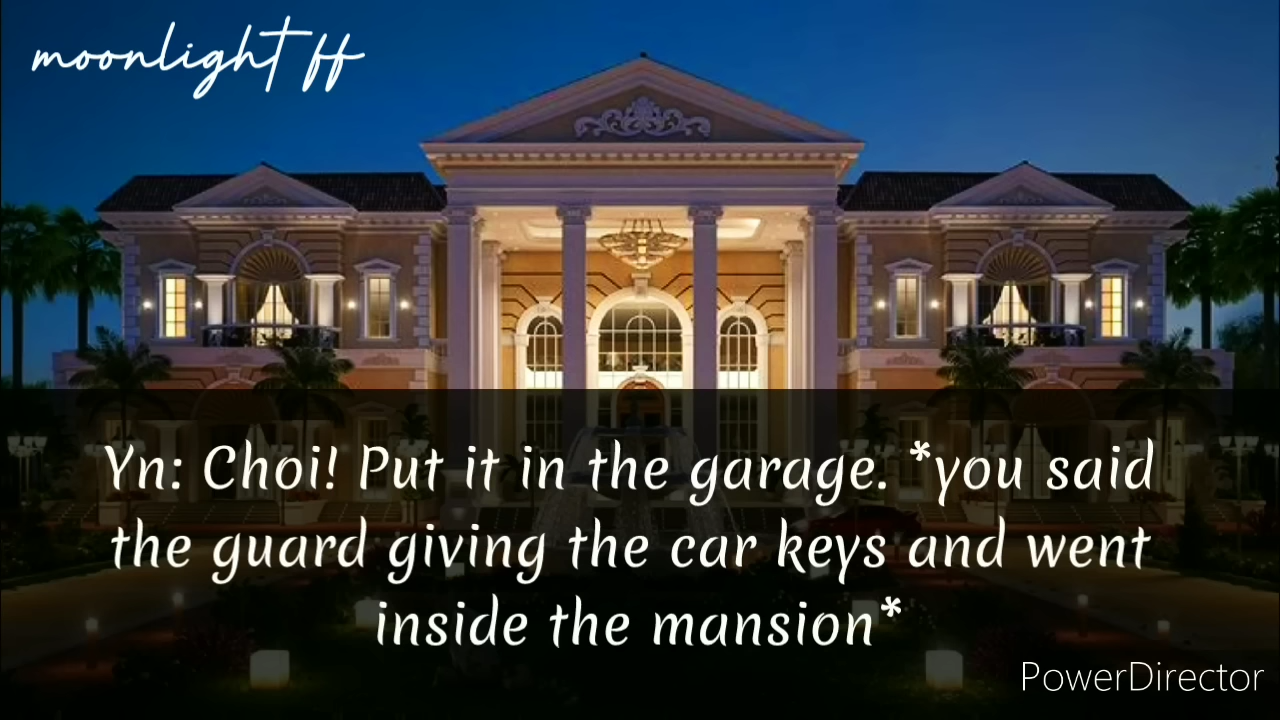 moonlight ff
Yn: Choi! Put it in the garage. *you said
the guard giving the car keys and went
inside the mansion*
PowerDirector